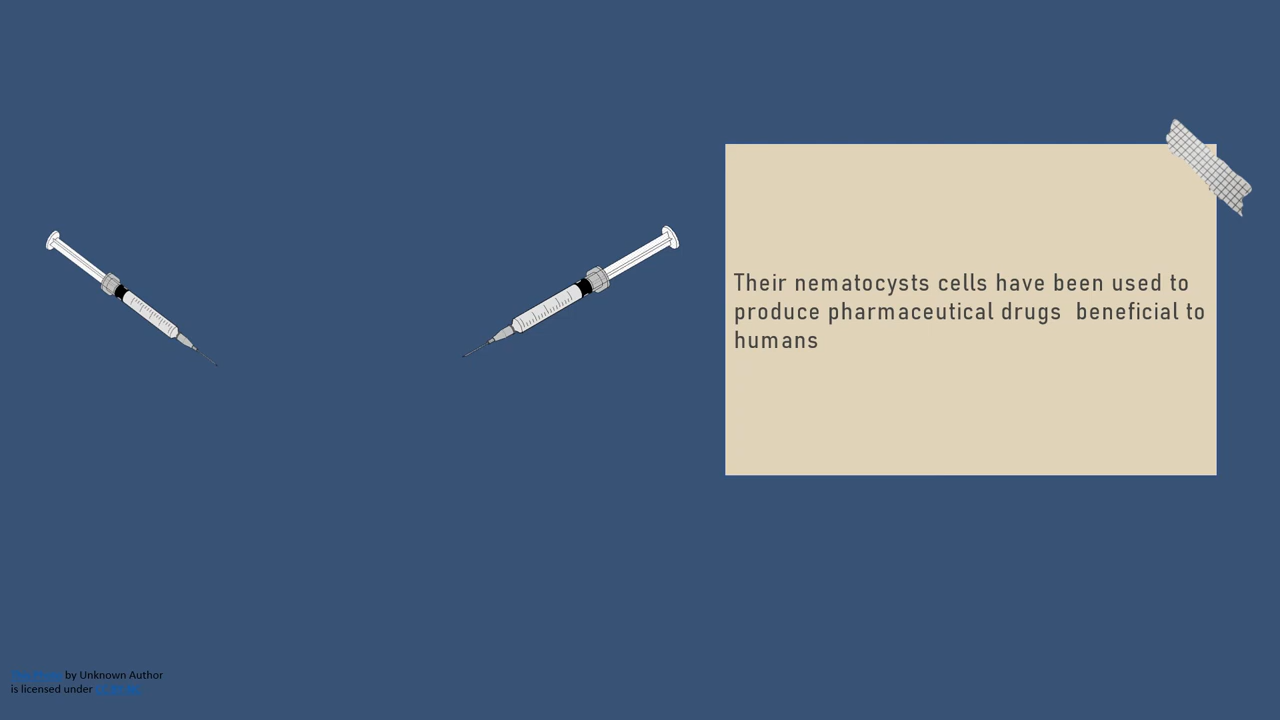 Their nematocysts cells have been used to
produce pharmaceutical drugs  beneficial to
humans
by Unknown Author
is licensed under